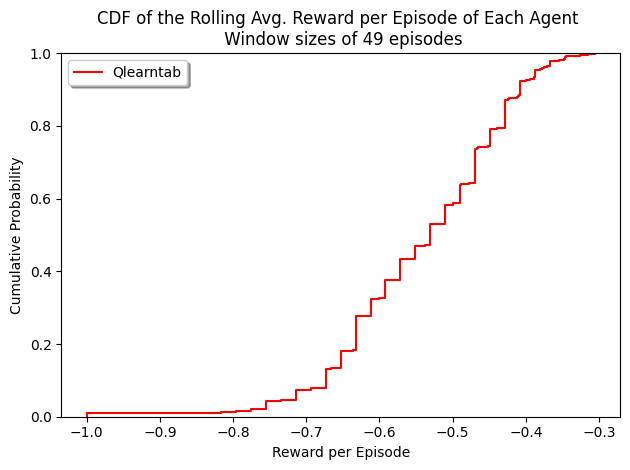 CDF of the Rolling Avg. Reward per Episode of Each Agent
Window sizes of 49 episodes
Qlearntab
Cumulative Probability
1.0
0.8
0.6
0.4
0.2
0.0
−1.0 −0.9 −0.8 −0.7 −0.6 −0.5 −0.4 −0.3
Reward per Episode